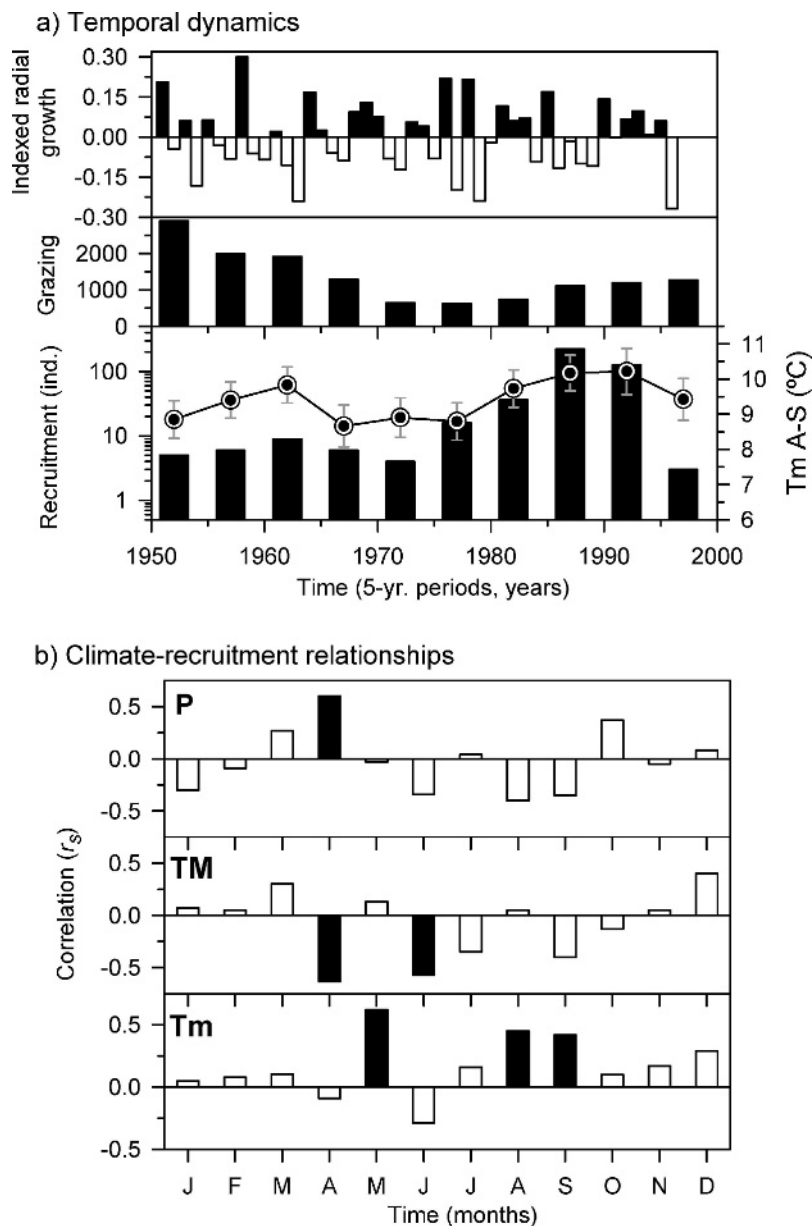 a) Temporal dynamics
Indexed radial
growth
0.30
0.15
0.00
-0.15
-0.30
Grazing
2000
1000
0
Recruitment (ind.)
100
10
1
Tm A-S (ºC)
11
10
9
8
7
6
1950 1960 1970 1980 1990 2000
Time (5-yr. periods, years)
b) Climate-recruitment relationships
Correlation (rs)
P
0.5
0.0
-0.5
TM
0.5
0.0
-0.5
Tm
0.5
0.0
-0.5
J F M A M J J A S O N D
Time (months)